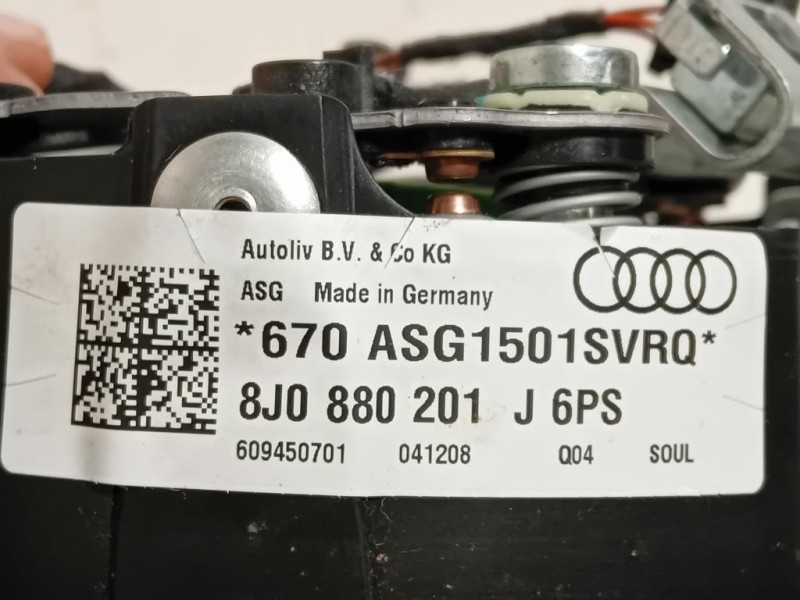 Autoliv B.V. & Co KG
ASG Made in Germany
*670 ASG1501SVRQ*
8J0 880 201 J 6PS
609450701 041208 Q04 SOUL